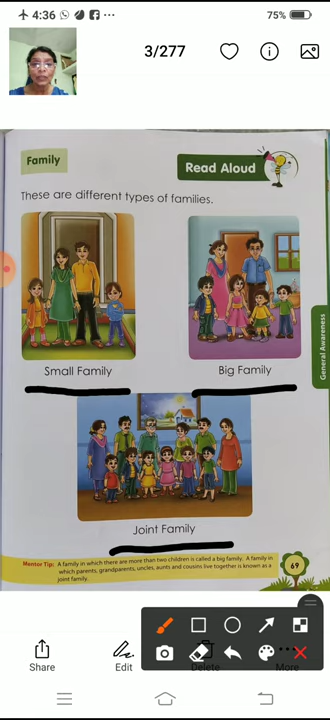 4:36
75%
3/277
Family
Read Aloud
These are different types of families.
Small Family
Big Family
General Awareness
Joint Family
Mentor Tip: A family in which there are more than two children is called a big family. A family in
which parents, grandparents, uncles, aunts and cousins live together is known as a
joint family.
69
Share
Edit
Delete
More